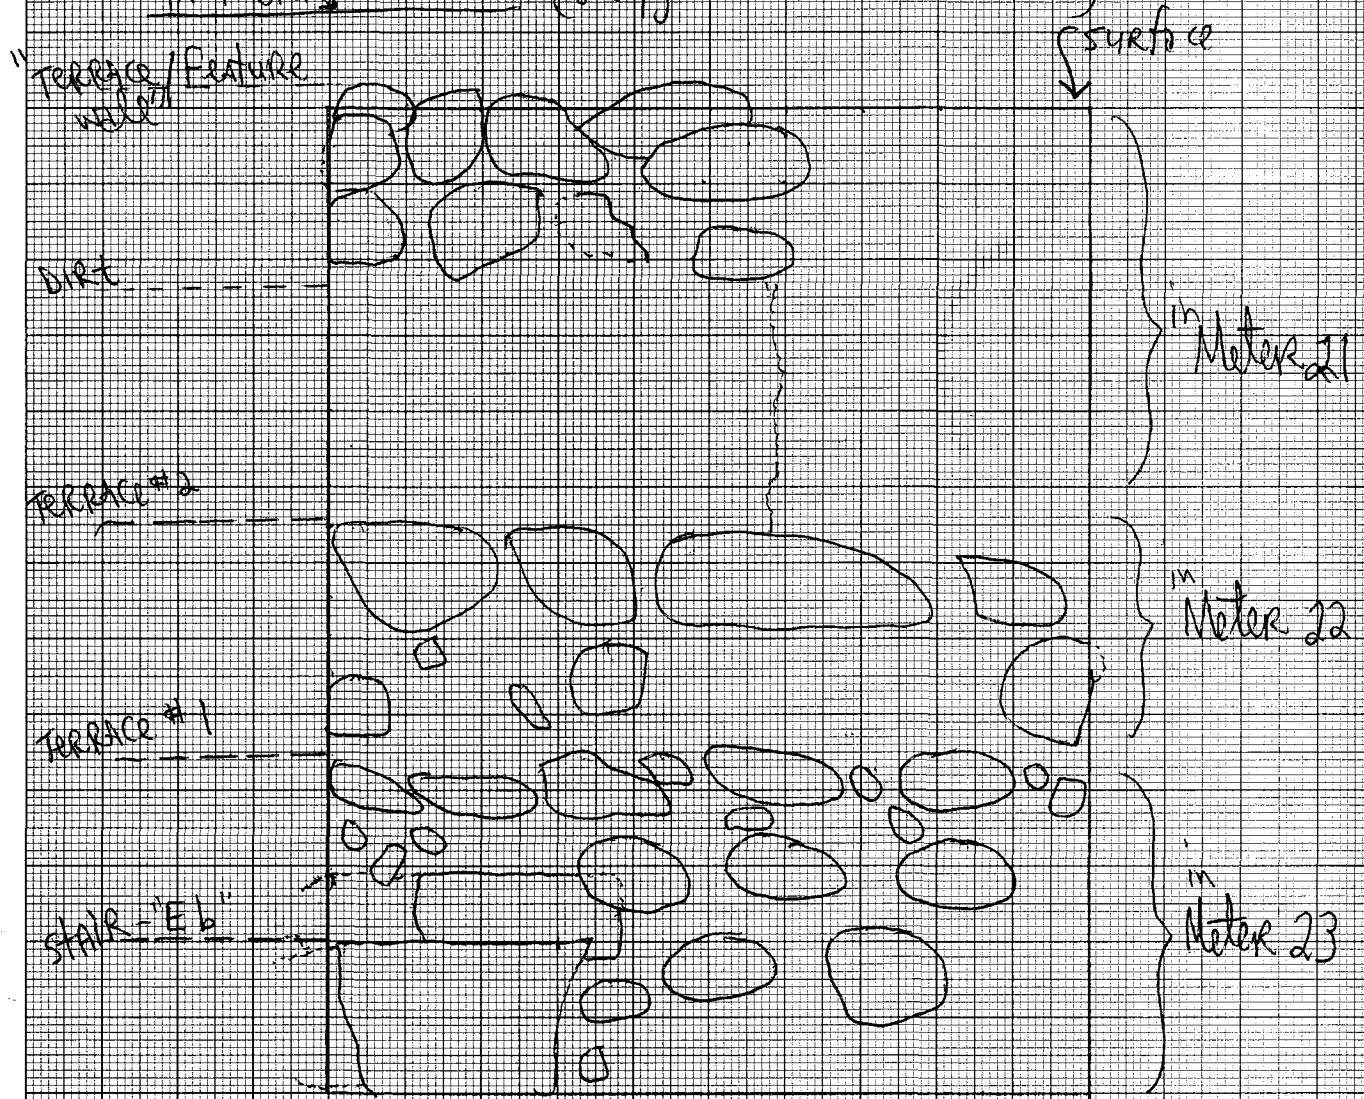 surface
"TERRACE / Feature
wall"
DIRt
in
Meter 21
TERRACE #2
in
Meter 22
TERRACE #1
in
Meter 23
StAIR-"Eb"